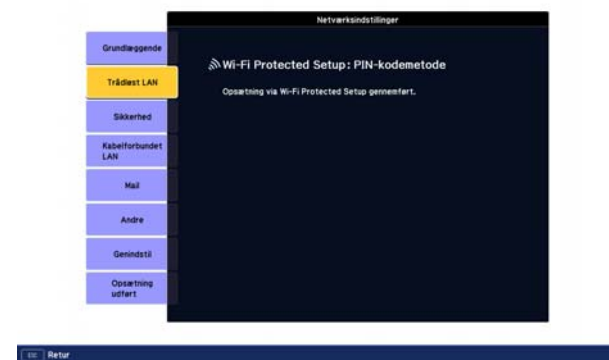 Netværksindstillinger
Grundlæggende
Wi-Fi Protected Setup: PIN-kodemetode
Trådløst LAN
Opsætning via Wi-Fi Protected Setup gennemført.
Sikkerhed
Kabelforbundet
LAN
Mail
Andre
Genindstil
Opsætning
udført
Esc Retur